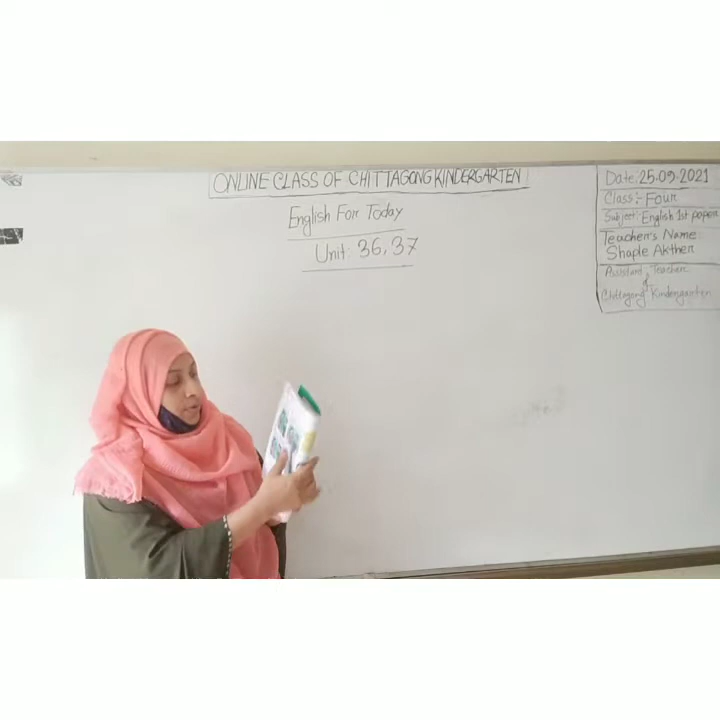 ONLINE CLASS OF CHITTAGONG KINDERGARTEN
English For Today
Unit: 36, 37
Date: 25.09.2021
Class:- Four
Subject: English 1st paper
Teacher's Name:
Shaple Akther
Assistant Teacher
of
Chittagong Kindergarten